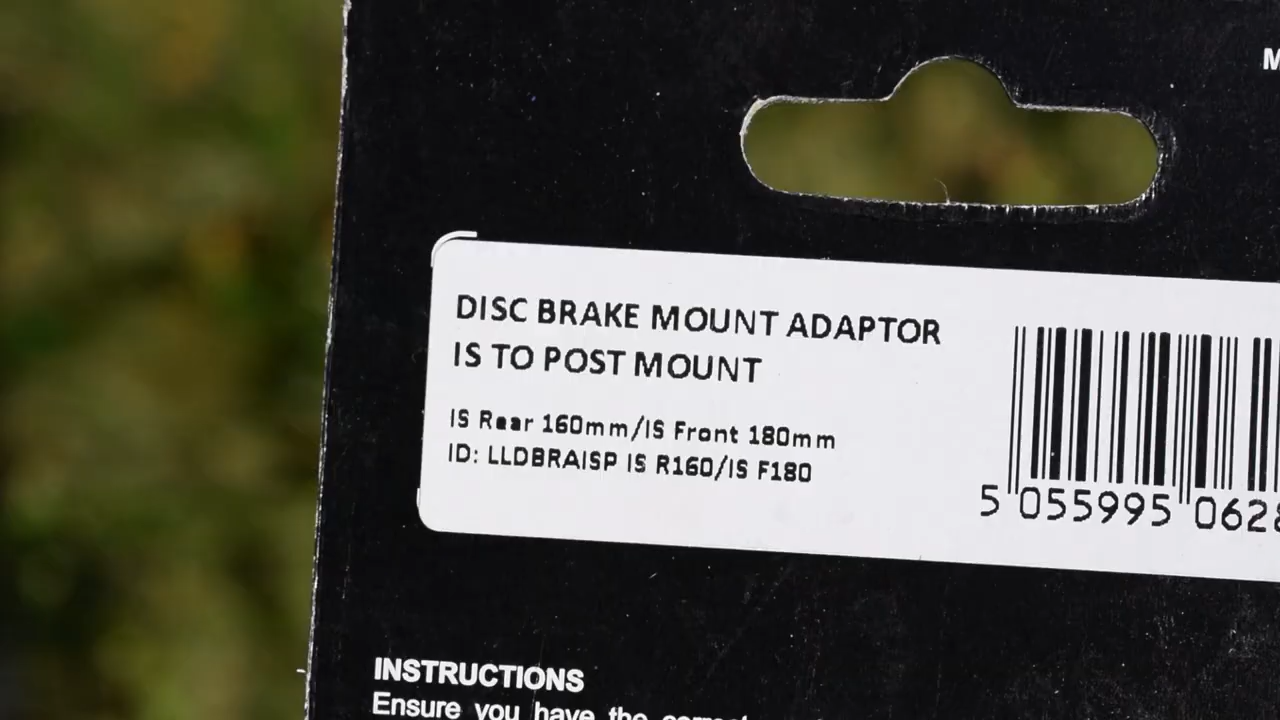 DISC BRAKE MOUNT ADAPTOR
IS TO POST MOUNT
IS Rear 160mm/IS Front 180mm
ID: LLDBRAISP IS R160/IS F180
5 055995 0628
INSTRUCTIONS
Ensure you have the correct